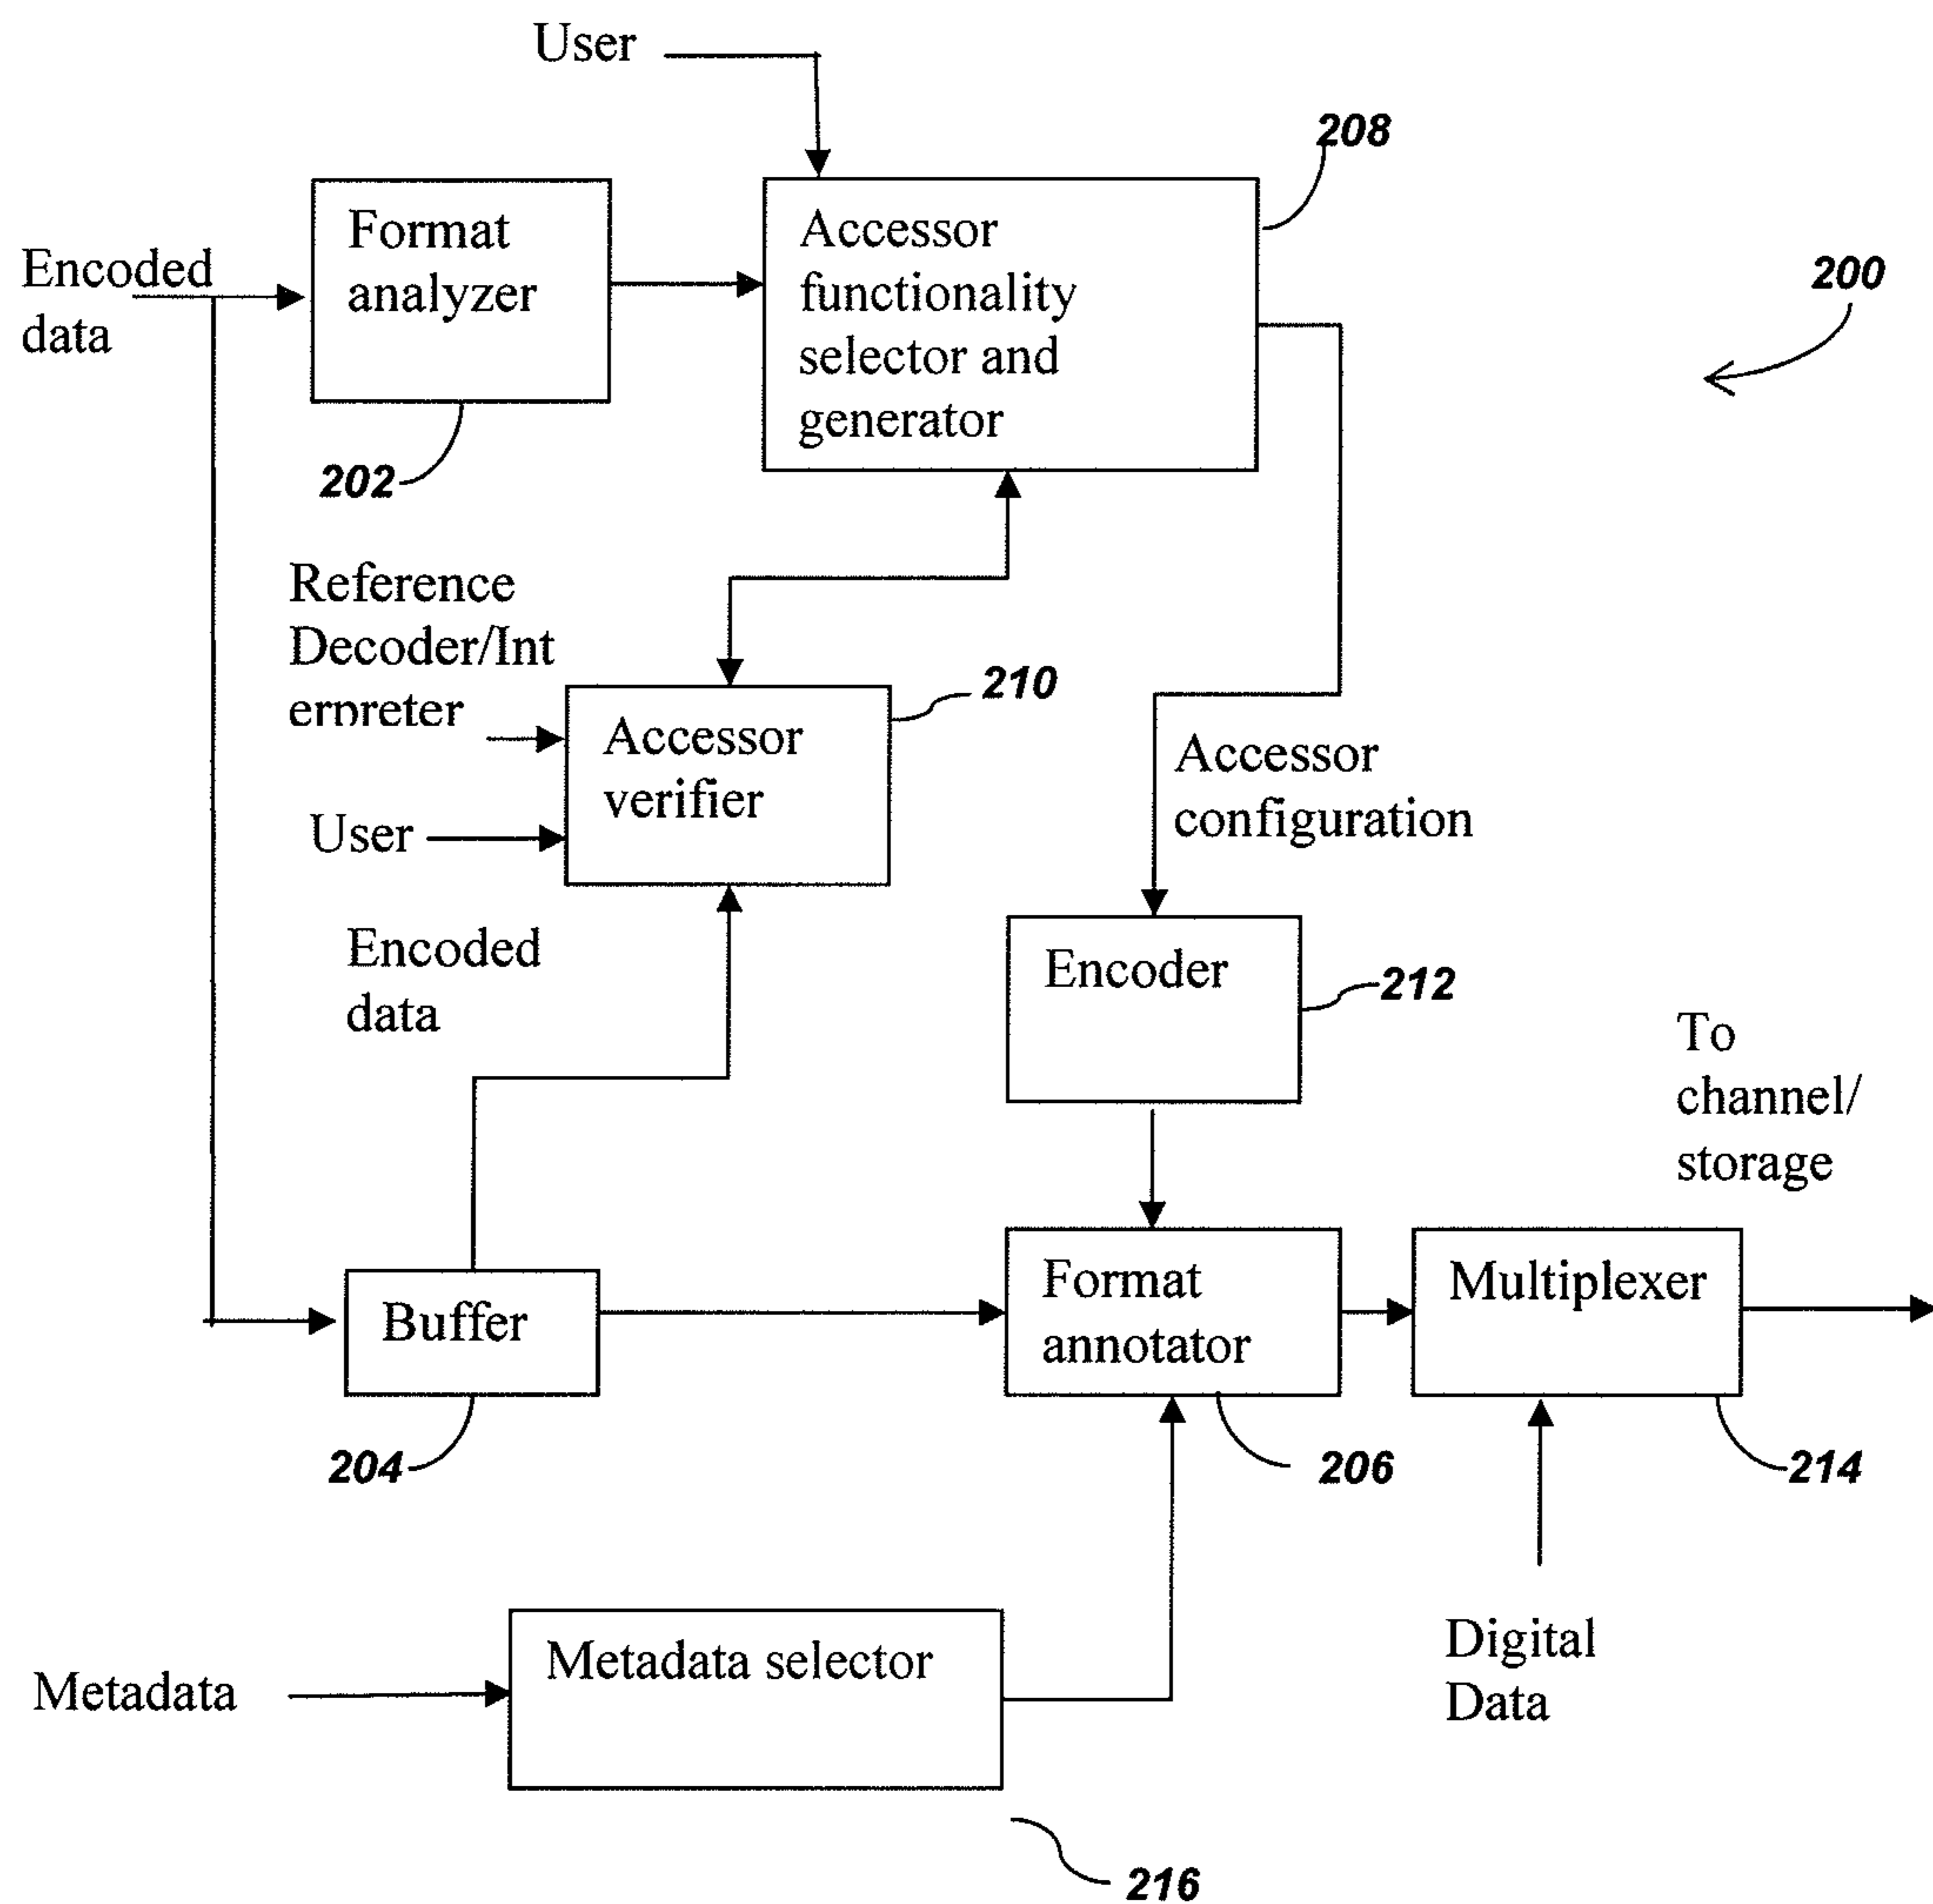 User
208
Format
analyzer
Accessor
functionality
selector and
generator
Encoded
data
200
202
Reference
Decoder/Int
erpreter
210
Accessor
verifier
User
Accessor
configuration
Encoded
data
Encoder
212
To
channel/
storage
Buffer
Format
annotator
Multiplexer
204
206
214
Metadata selector
Metadata
Digital
Data
216